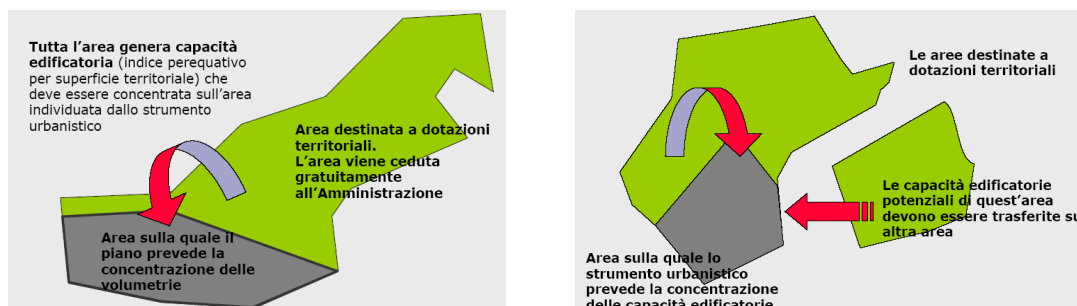 Tutta l'area genera capacità
edificatoria (indice perequativo
per superficie territoriale) che
deve essere concentrata sull'area
individuata dallo strumento
urbanistico
Area destinata a dotazioni
territoriali.
L'area viene ceduta
gratuitamente
all'Amministrazione
Area sulla quale il
piano prevede la
concentrazione delle
volumetrie
Le aree destinate a
dotazioni territoriali
Le capacità edificatorie
potenziali di quest'area
devono essere trasferite su
altra area
Area sulla quale lo
strumento urbanistico
prevede la concentrazione
delle capacità edificatorie